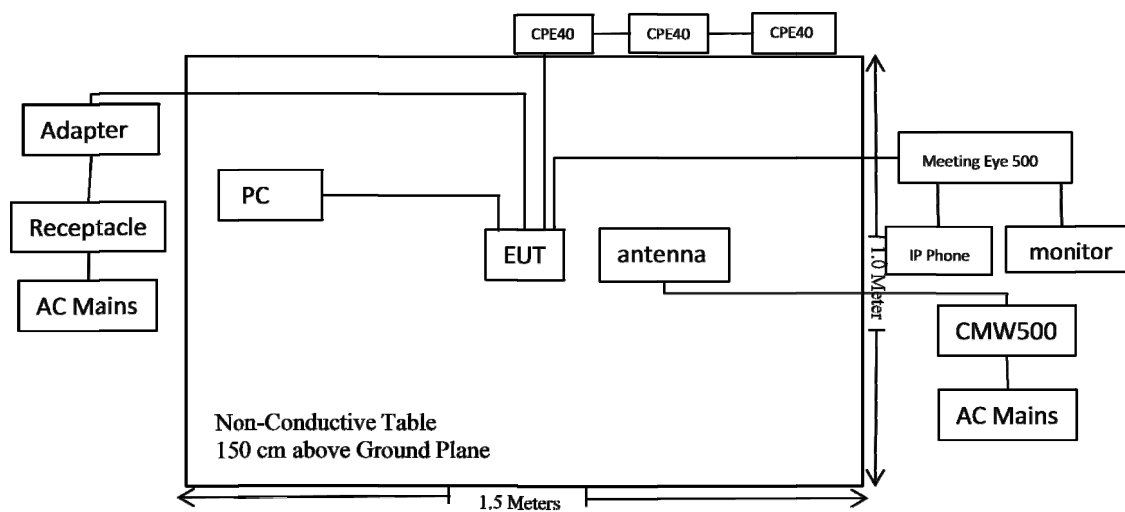 CPE40
CPE40
CPE40
Adapter
Meeting Eye 500
PC
Receptacle
EUT
antenna
IP Phone
monitor
1.0 Meter
AC Mains
CMW500
AC Mains
Non-Conductive Table
150 cm above Ground Plane
1.5 Meters